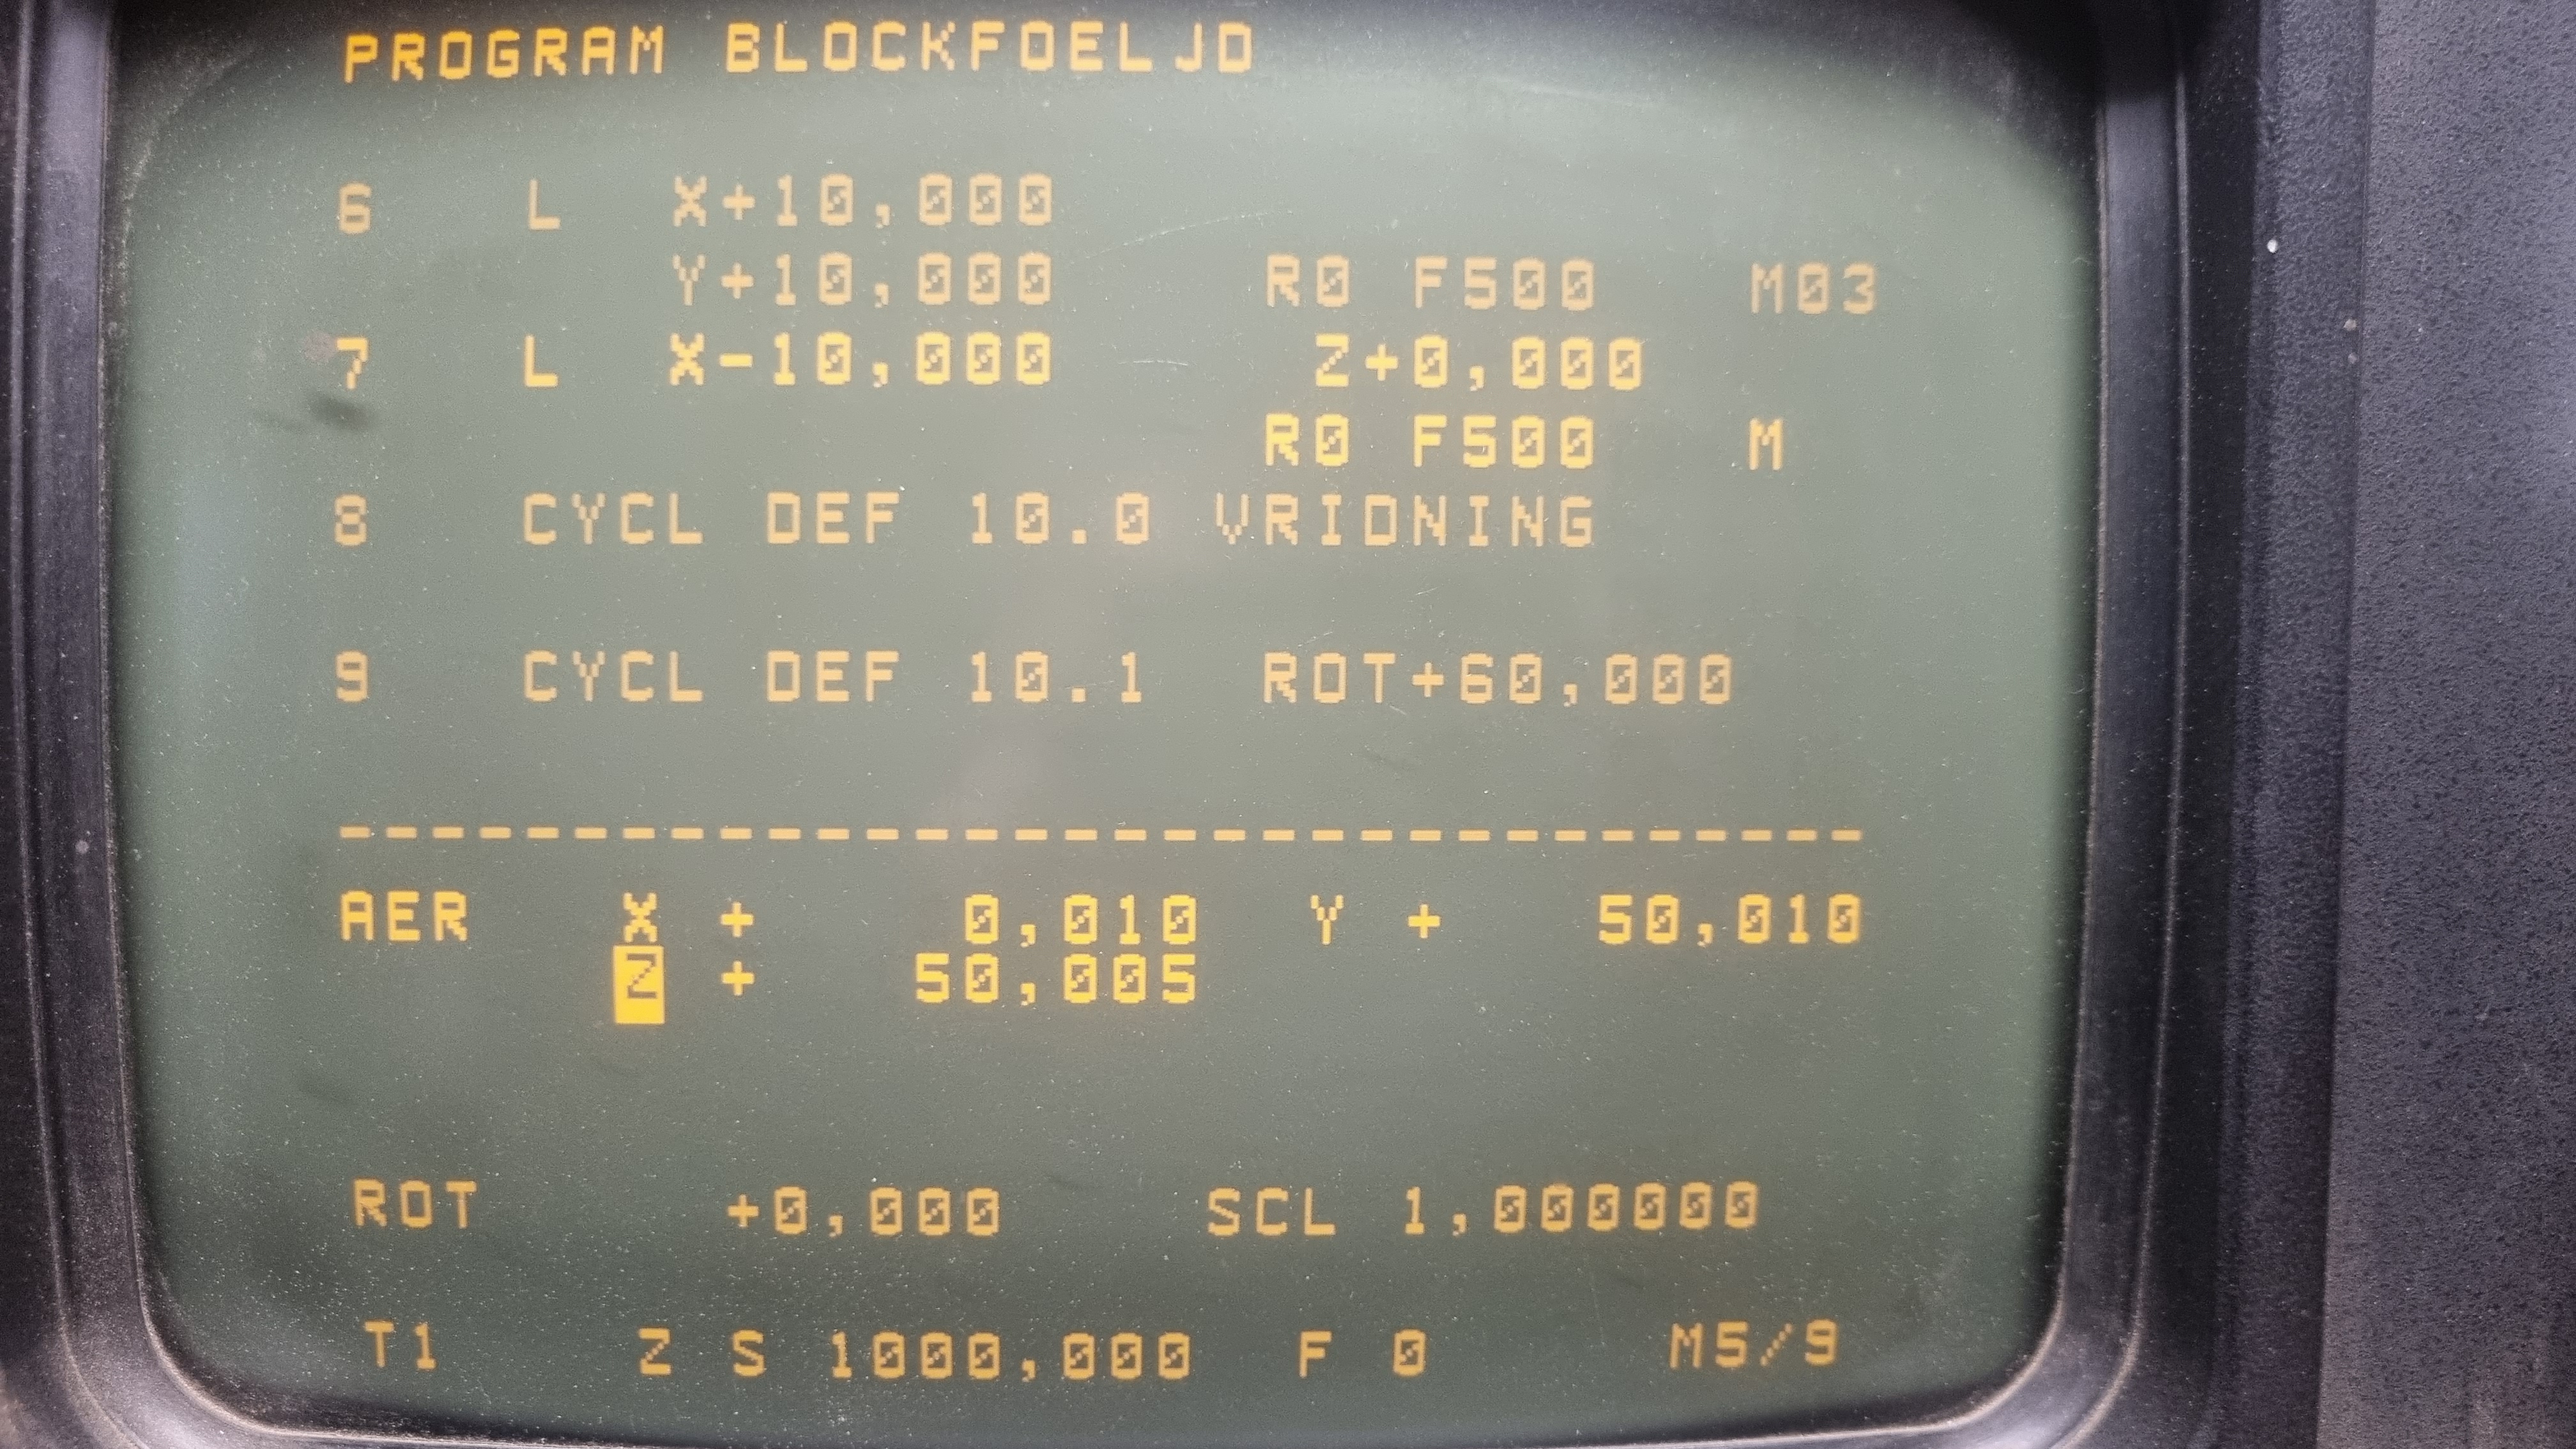 PROGRAM BLOCKFOELJD
6 L X+10,000
Y+10,000 R0 F500 M03
7 L X-10,000 Z+0,000
R0 F500 M
8 CYCL DEF 10.0 VRIDNING
9 CYCL DEF 10.1 ROT+60,000
--------------------------------
AER X + 0,010 Y + 50,010
Z + 50,005
ROT +0,000 SCL 1,000000
T1 Z S 1000,000 F 0 M5/9